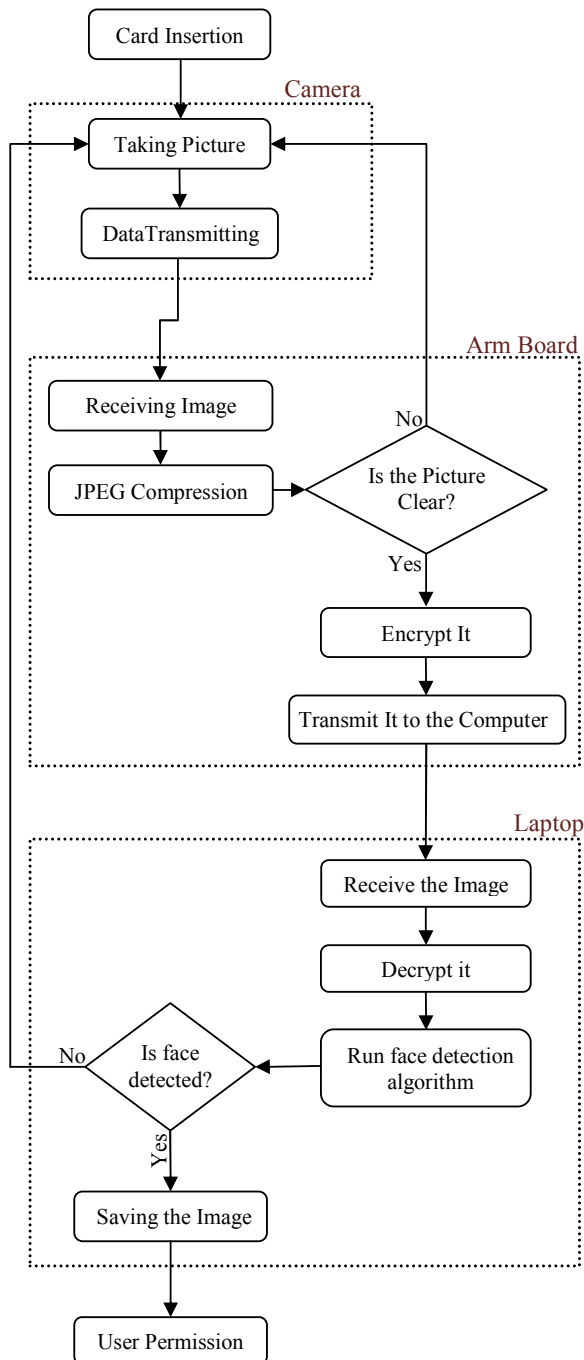 Card Insertion
Camera
Taking Picture
DataTransmitting
Arm Board
Receiving Image
No
JPEG Compression
Is the Picture
Clear?
Yes
Encrypt It
Transmit It to the Computer
Laptop
Receive the Image
Decrypt it
Run face detection
algorithm
Is face
detected?
No
Yes
Saving the Image
User Permission